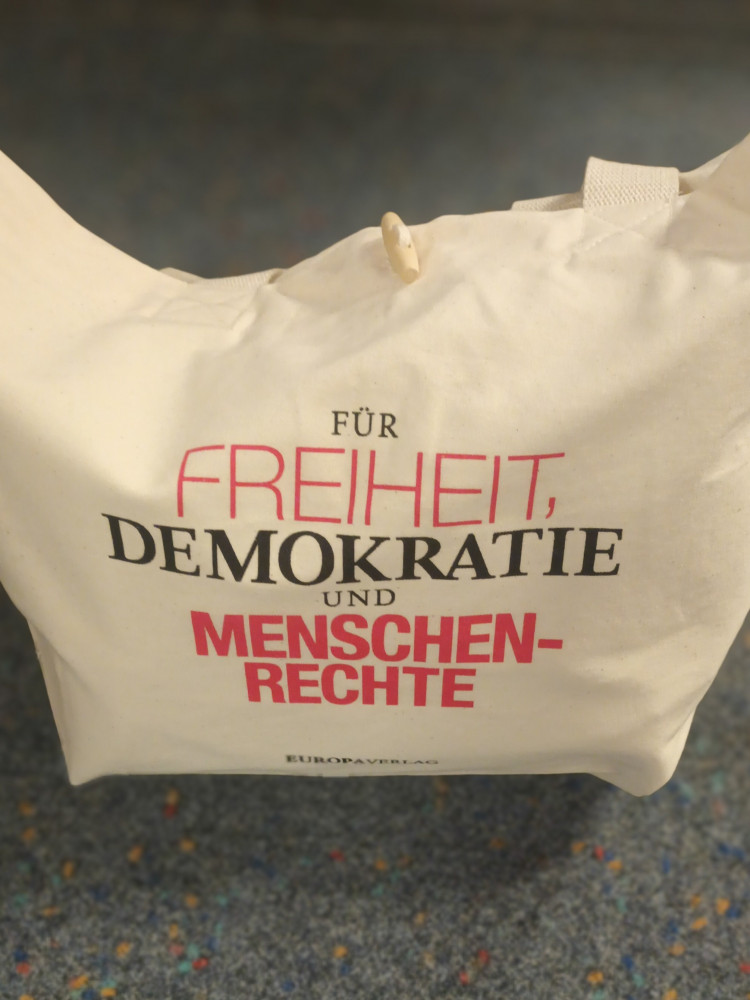 FÜR
FREIHEIT,
DEMOKRATIE
UND
MENSCHEN-
RECHTE
EUROPAVERLAG